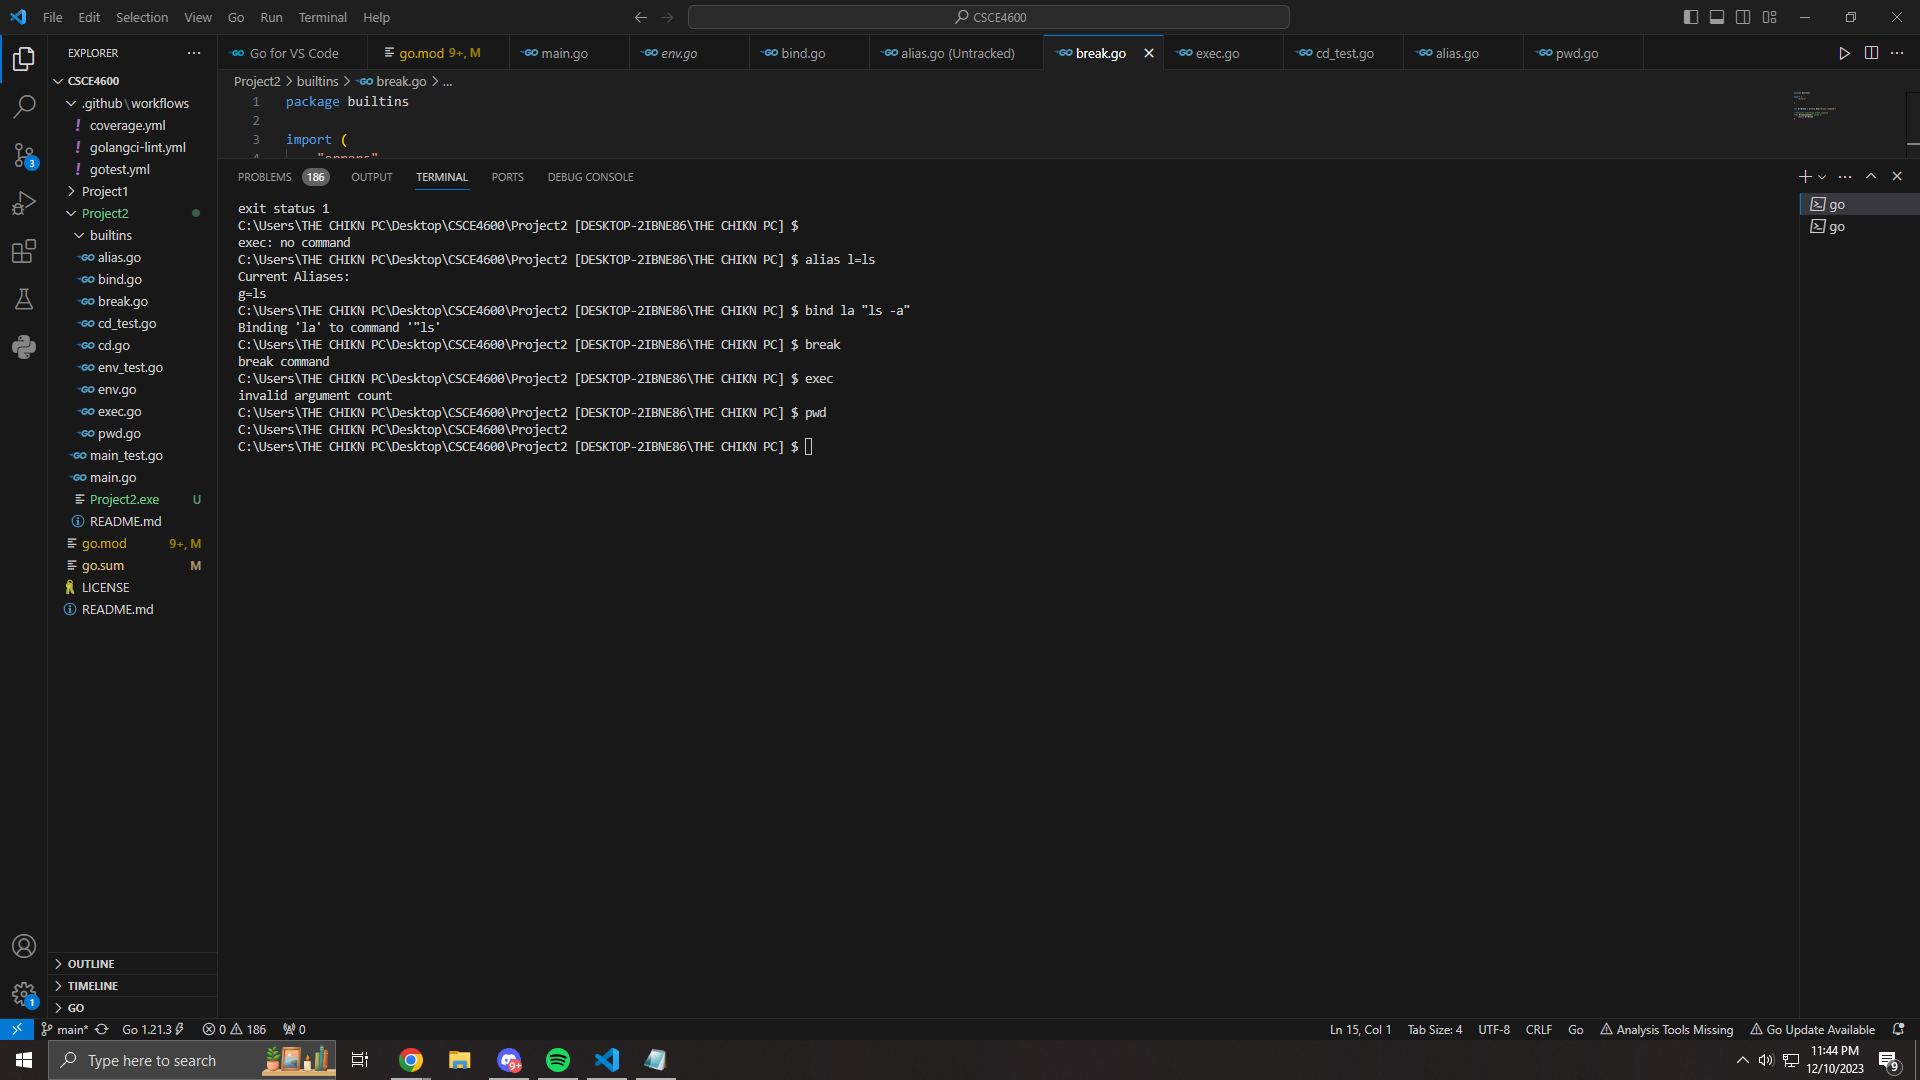 File Edit Selection View Go Run Terminal Help
CSCE4600
EXPLORER
Go for VS Code
go.mod 9+, M
main.go
env.go
bind.go
alias.go (Untracked)
break.go
exec.go
cd_test.go
alias.go
pwd.go
CSCE4600
.github\workflows
coverage.yml
golangci-lint.yml
gotest.yml
Project1
Project2
builtins
alias.go
bind.go
break.go
cd_test.go
cd.go
env_test.go
env.go
exec.go
pwd.go
main_test.go
main.go
Project2.exe U
README.md
go.mod 9+, M
go.sum M
LICENSE
README.md
OUTLINE
TIMELINE
GO
Project2 > builtins > break.go > ...
1 package builtins
2
3 import (
4 "errors"
PROBLEMS 186 OUTPUT TERMINAL PORTS DEBUG CONSOLE
exit status 1
C:\Users\THE CHIKN PC\Desktop\CSCE4600\Project2 [DESKTOP-2IBNE86\THE CHIKN PC] $
exec: no command
C:\Users\THE CHIKN PC\Desktop\CSCE4600\Project2 [DESKTOP-2IBNE86\THE CHIKN PC] $ alias l=ls
Current Aliases:
g=ls
C:\Users\THE CHIKN PC\Desktop\CSCE4600\Project2 [DESKTOP-2IBNE86\THE CHIKN PC] $ bind la "ls -a"
Binding 'la' to command '"ls'
C:\Users\THE CHIKN PC\Desktop\CSCE4600\Project2 [DESKTOP-2IBNE86\THE CHIKN PC] $ break
break command
C:\Users\THE CHIKN PC\Desktop\CSCE4600\Project2 [DESKTOP-2IBNE86\THE CHIKN PC] $ exec
invalid argument count
C:\Users\THE CHIKN PC\Desktop\CSCE4600\Project2 [DESKTOP-2IBNE86\THE CHIKN PC] $ pwd
C:\Users\THE CHIKN PC\Desktop\CSCE4600\Project2
C:\Users\THE CHIKN PC\Desktop\CSCE4600\Project2 [DESKTOP-2IBNE86\THE CHIKN PC] $
go
go
3
1
main* Go 1.21.3 0 186 0
Ln 15, Col 1 Tab Size: 4 UTF-8 CRLF Go Analysis Tools Missing Go Update Available
Type here to search
9+
11:44 PM
12/10/2023
9